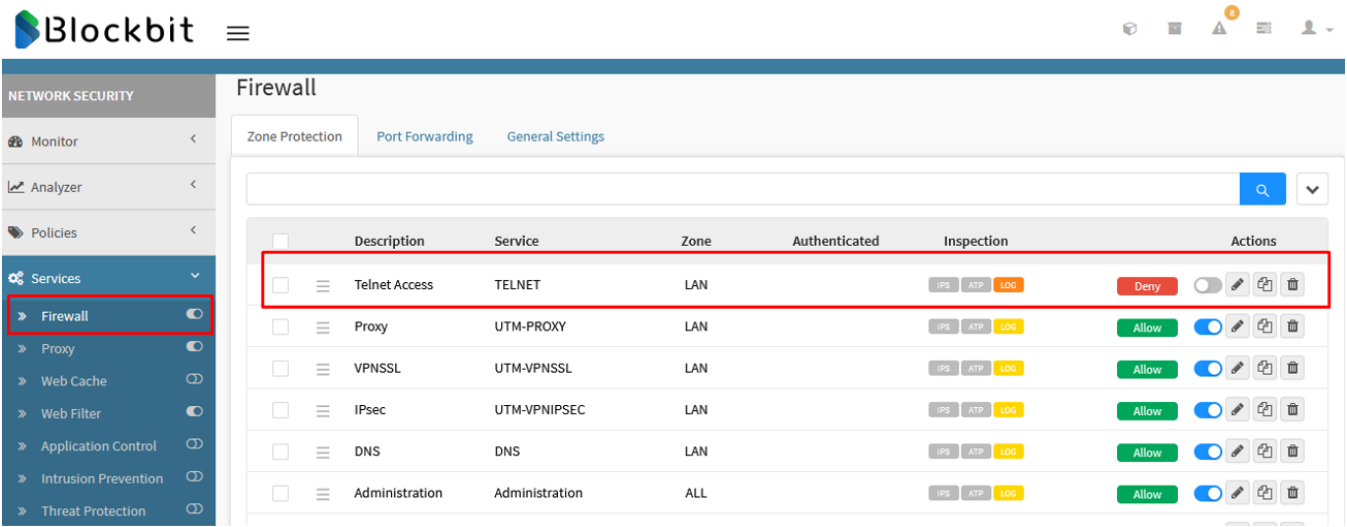 Blockbit
8
NETWORK SECURITY
Monitor
Analyzer
Policies
Services
Firewall
Proxy
Web Cache
Web Filter
Application Control
Intrusion Prevention
Threat Protection
Firewall
Zone Protection Port Forwarding General Settings
Description Service Zone Authenticated Inspection Actions
Telnet Access TELNET LAN IPS ATP LOG Deny
Proxy UTM-PROXY LAN IPS ATP LOG Allow
VPNSSL UTM-VPNSSL LAN IPS ATP LOG Allow
IPsec UTM-VPNIPSEC LAN IPS ATP LOG Allow
DNS DNS LAN IPS ATP LOG Allow
Administration Administration ALL IPS ATP LOG Allow